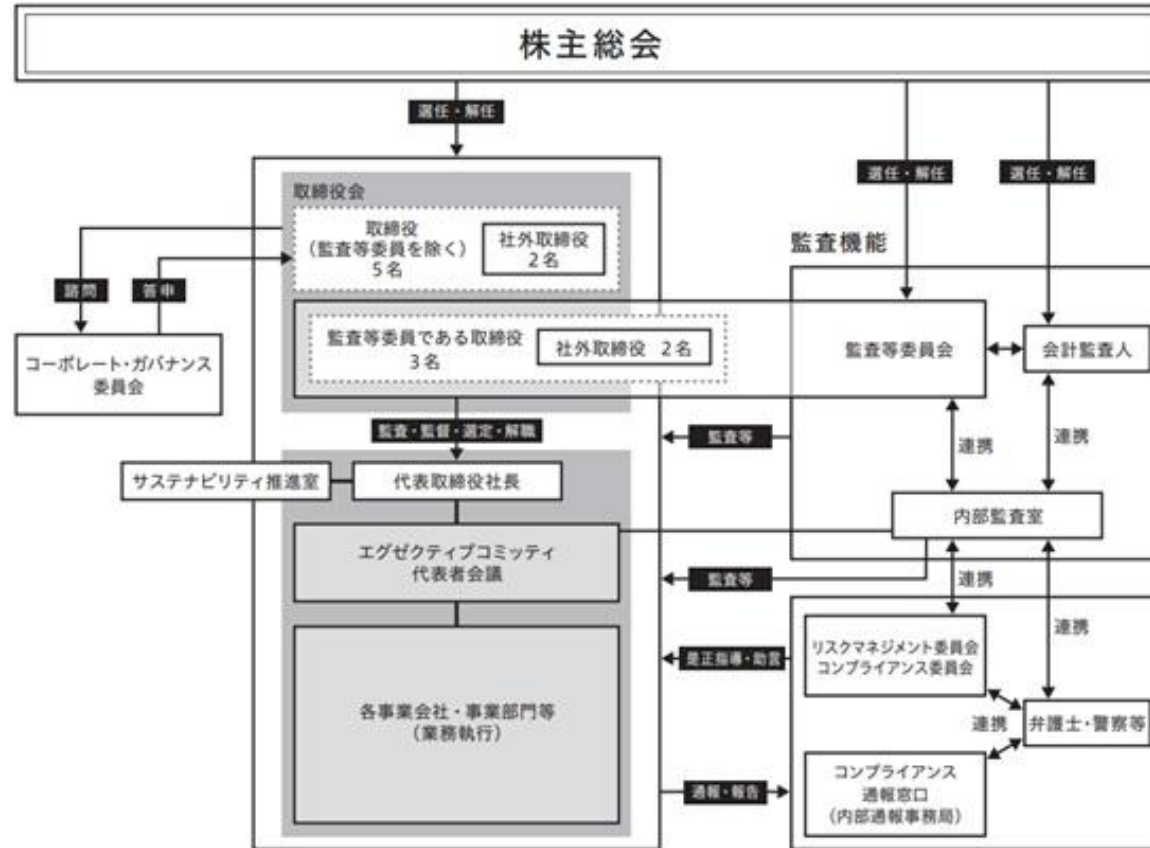 株主総会
選任・解任
選任・解任
選任・解任
取締役会
取締役
(監査等委員を除く)
5名
社外取締役
2名
監査機能
諮問
答申
コーポレート・ガバナンス
委員会
監査等委員である取締役
3名
社外取締役 2名
監査等委員会
会計監査人
監査・監督・選定・解職
監査等
連携
連携
サステナビリティ推進室
代表取締役社長
内部監査室
エグゼクティブコミッティ
代表者会議
監査等
連携
連携
リスクマネジメント委員会
コンプライアンス委員会
是正指導・助言
各事業会社・事業部門等
(業務執行)
連携
弁護士・警察等
コンプライアンス
通報窓口
(内部通報事務局)
通報・報告